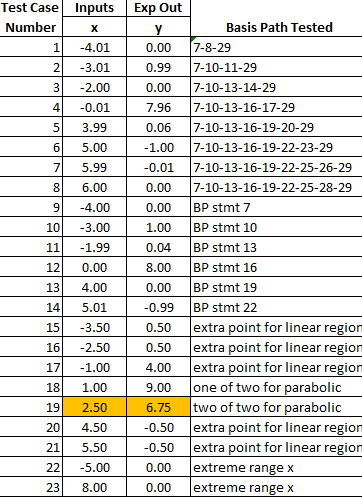 Test Case Inputs Exp Out
Number x y Basis Path Tested
1 -4.01 0.00 7-8-29
2 -3.01 0.99 7-10-11-29
3 -2.00 0.00 7-10-13-14-29
4 -0.01 7.96 7-10-13-16-17-29
5 3.99 0.06 7-10-13-16-19-20-29
6 5.00 -1.00 7-10-13-16-19-22-23-29
7 5.99 -0.01 7-10-13-16-19-22-25-26-29
8 6.00 0.00 7-10-13-16-19-22-25-28-29
9 -4.00 0.00 BP stmt 7
10 -3.00 1.00 BP stmt 10
11 -1.99 0.04 BP stmt 13
12 0.00 8.00 BP stmt 16
13 4.00 0.00 BP stmt 19
14 5.01 -0.99 BP stmt 22
15 -3.50 0.50 extra point for linear region
16 -2.50 0.50 extra point for linear region
17 -1.00 4.00 extra point for linear region
18 1.00 9.00 one of two for parabolic
19 2.50 6.75 two of two for parabolic
20 4.50 -0.50 extra point for linear region
21 5.50 -0.50 extra point for linear region
22 -5.00 0.00 extreme range x
23 8.00 0.00 extreme range x